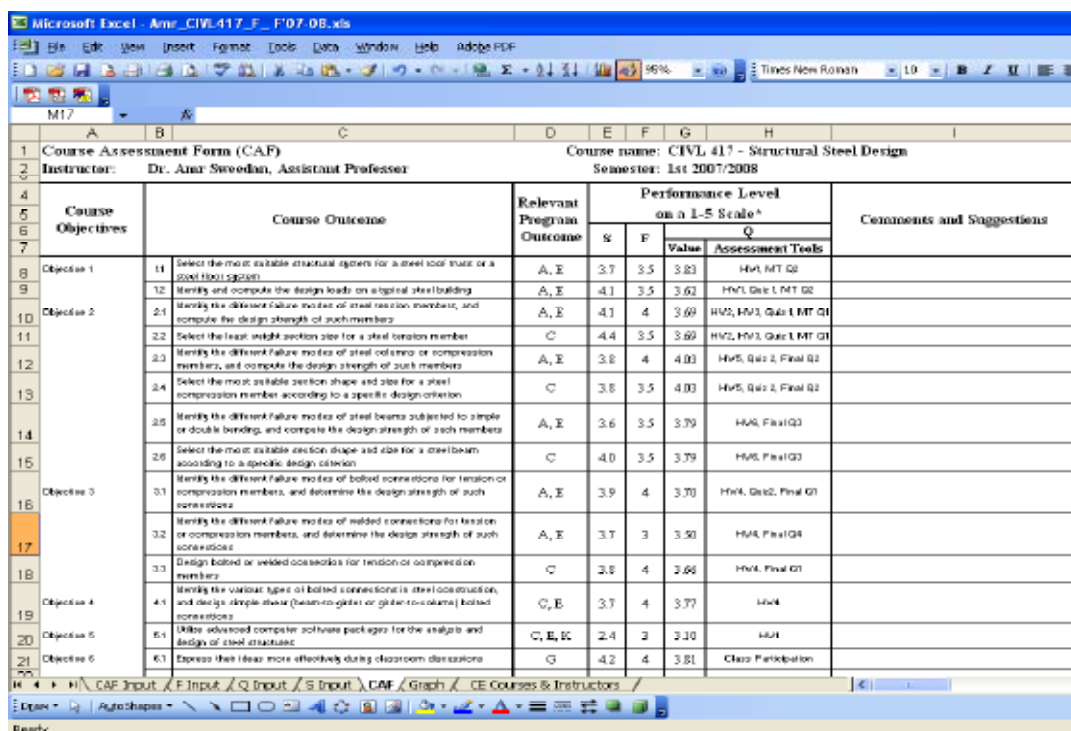 Microsoft Excel - Amr_CIVL417_F_ F'07-08.xls
File Edit View Insert Format Tools Data Window Help Adobe PDF
95% Times New Roman 10 B I U
M17 fx
A B C D E F G H I
1 Course Assessment Form (CAF) Course name: CIVL 417 - Structural Steel Design
2 Instructor: Dr. Amr Sweedan, Assistant Professor Semester: 1st 2007/2008
4 Performance Level
5 on a 1-5 Scale*
Course Objectives Course Outcome Relevant Program Outcome Comments and Suggestions
6 S F Q
7 Value Assessment Tools
8 Objective 1 1.1 Select the most suitable structural system for a steel roof truss or a steel floor system A, E 3.7 3.5 3.83 HW1, MT Q2
9 1.2 Identify and compute the design loads on a typical steel building A, E 4.1 3.5 3.62 HW1, Quiz 1, MT Q2
10 Objective 2 2.1 Identify the different failure modes of steel tension members, and compute the design strength of such members A, E 4.1 4 3.69 HW2, HW3, Quiz 1, MT Q1
11 2.2 Select the least weight section size for a steel tension member C 4.4 3.5 3.69 HW2, HW3, Quiz 1, MT Q1
12 2.3 Identify the different failure modes of steel columns or compression members, and compute the design strength of such members A, E 3.8 4 4.03 HW5, Quiz 2, Final Q2
13 2.4 Select the most suitable section shape and size for a steel compression member according to a specific design criterion C 3.8 3.5 4.03 HW5, Quiz 2, Final Q2
14 2.5 Identify the different failure modes of steel beams subjected to simple or double bending, and compute the design strength of such members A, E 3.6 3.5 3.79 HW6, Final Q3
15 2.6 Select the most suitable section shape and size for a steel beam according to a specific design criterion C 4.0 3.5 3.79 HW6, Final Q3
16 Objective 3 3.1 Identify the different failure modes of bolted connections for tension or compression members, and determine the design strength of such connections A, E 3.9 4 3.70 HW4, Quiz2, Final Q1
17 3.2 Identify the different failure modes of welded connections for tension or compression members, and determine the design strength of such connections A, E 3.7 3 3.50 HW4, Final Q4
18 3.3 Design bolted or welded connection for tension or compression members C 3.8 4 3.66 HW4, Final Q1
19 Objective 4 4.1 Identify the various types of bolted connections in steel construction, and design simple shear (beam-to-girder or girder-to-column) bolted connections C, E 3.7 4 3.77 HW4
20 Objective 5 5.1 Utilize advanced computer software packages for the analysis and design of steel structures C, E, K 2.4 3 3.10 HW1
21 Objective 6 6.1 Express their ideas more effectively during classroom discussions G 4.2 4 3.81 Class Participation
CAF Input F Input Q Input S Input CAF Graph CE Courses & Instructors
Draw AutoShapes
Ready